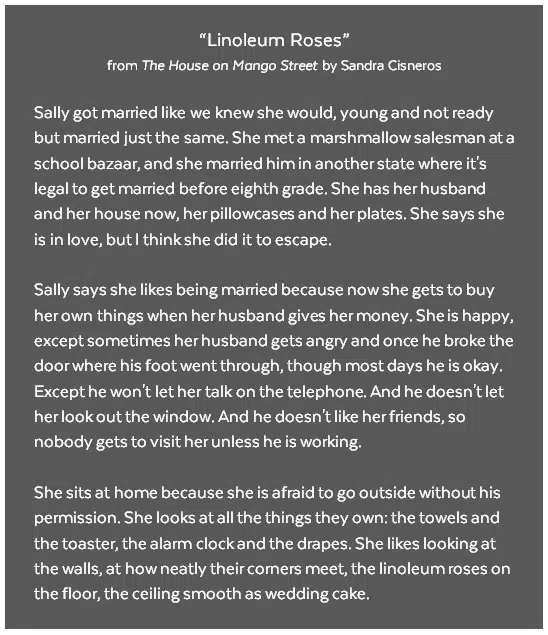 “Linoleum Roses”
from The House on Mango Street by Sandra Cisneros
Sally got married like we knew she would, young and not ready
but married just the same. She met a marshmallow salesman at a
school bazaar, and she married him in another state where it's
legal to get married before eighth grade. She has her husband
and her house now, her pillowcases and her plates. She says she
is in love, but I think she did it to escape.
Sally says she likes being married because now she gets to buy
her own things when her husband gives her money. She is happy,
except sometimes her husband gets angry and once he broke the
door where his foot went through, though most days he is okay.
Except he won't let her talk on the telephone. And he doesn't let
her look out the window. And he doesn't like her friends, so
nobody gets to visit her unless he is working.
She sits at home because she is afraid to go outside without his
permission. She looks at all the things they own: the towels and
the toaster, the alarm clock and the drapes. She likes looking at
the walls, at how neatly their corners meet, the linoleum roses on
the floor, the ceiling smooth as wedding cake.